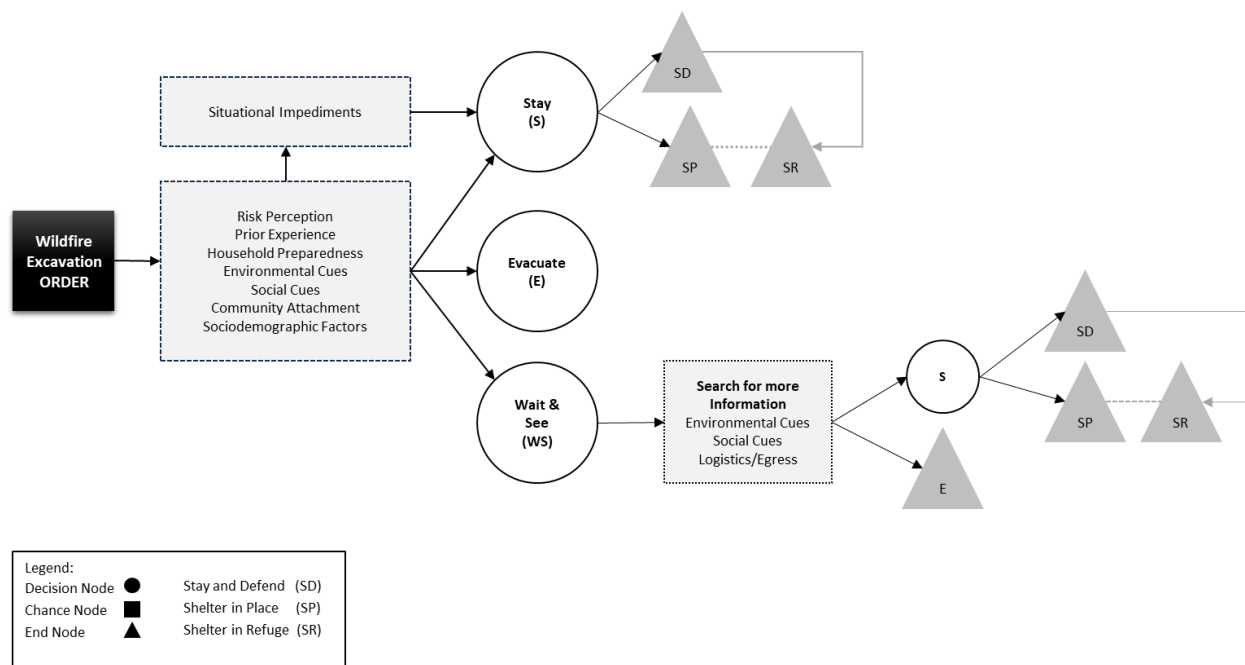 Situational Impediments
Stay
(S)
SD
SP
SR
Wildfire
Excavation
ORDER
Risk Perception
Prior Experience
Household Preparedness
Environmental Cues
Social Cues
Community Attachment
Sociodemographic Factors
Evacuate
(E)
Wait &
See
(WS)
Search for more
Information
Environmental Cues
Social Cues
Logistics/Egress
S
E
SD
SP
SR
Legend:
Decision Node
Chance Node
End Node
Stay and Defend (SD)
Shelter in Place (SP)
Shelter in Refuge (SR)